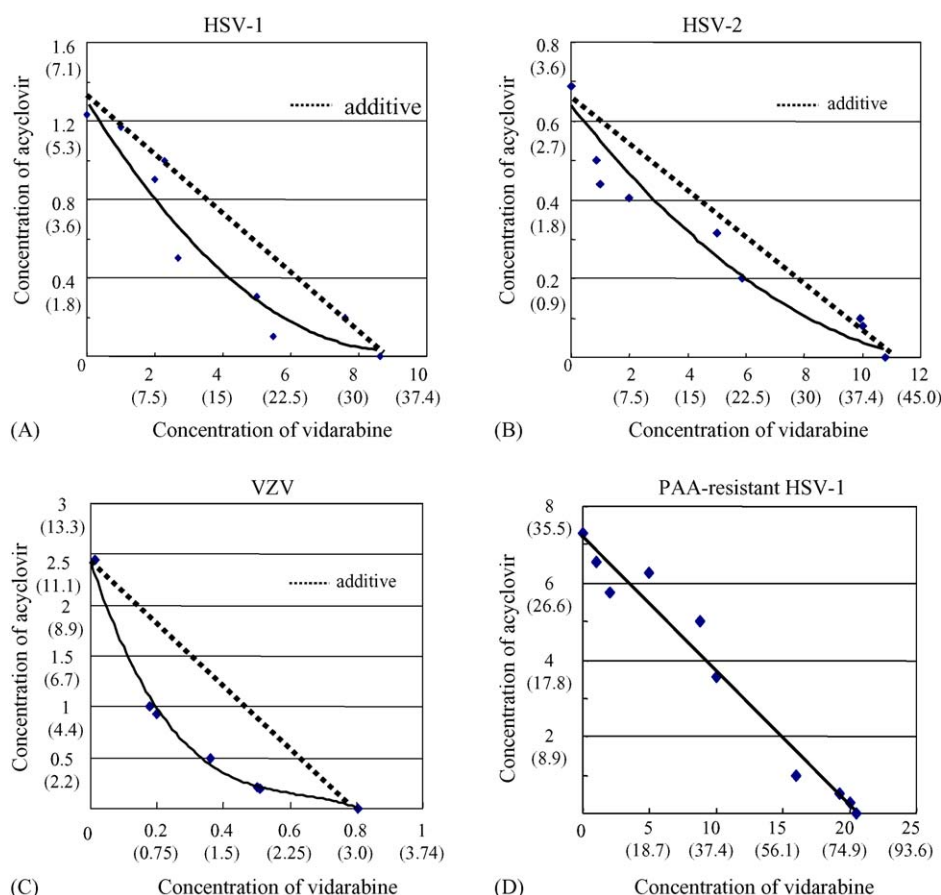 HSV-1
Concentration of acyclovir
1.6
(7.1)
1.2
(5.3)
0.8
(3.6)
0.4
(1.8)
additive
0 2 4 6 8 10
(7.5) (15) (22.5) (30) (37.4)
(A) Concentration of vidarabine
HSV-2
Concentration of acyclovir
0.8
(3.6)
0.6
(2.7)
0.4
(1.8)
0.2
(0.9)
additive
0 2 4 6 8 10 12
(7.5) (15) (22.5) (30) (37.4) (45.0)
(B) Concentration of vidarabine
VZV
Concentration of acyclovir
3
(13.3)
2.5
(11.1)
2
(8.9)
1.5
(6.7)
1
(4.4)
0.5
(2.2)
additive
0 0.2 0.4 0.6 0.8 1
(0.75) (1.5) (2.25) (3.0) (3.74)
(C) Concentration of vidarabine
PAA-resistant HSV-1
Concentration of acyclovir
8
(35.5)
6
(26.6)
4
(17.8)
2
(8.9)
0 5 10 15 20 25
(18.7) (37.4) (56.1) (74.9) (93.6)
(D) Concentration of vidarabine